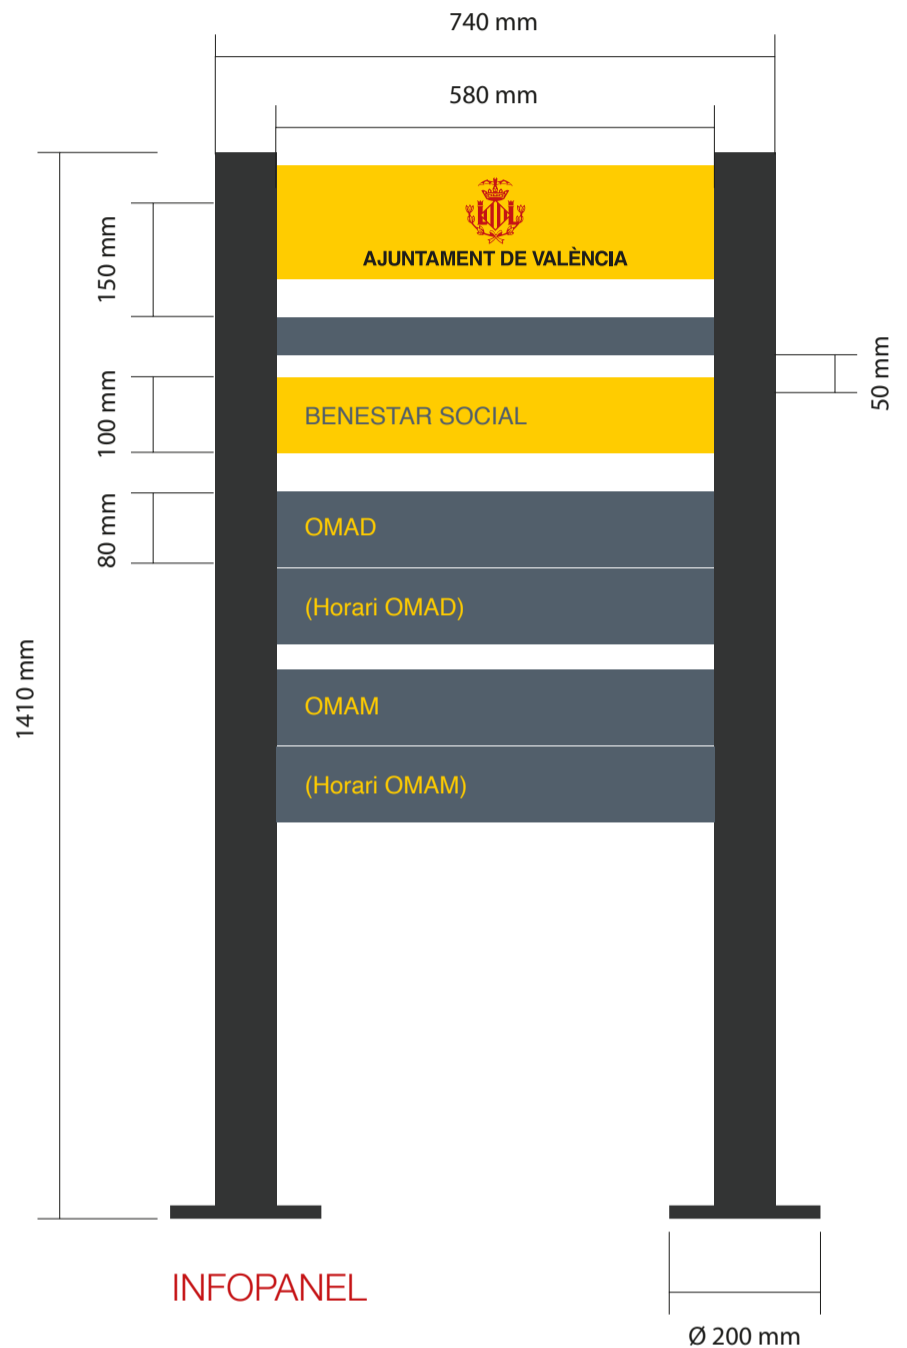 740 mm
580 mm
AJUNTAMENT DE VALÈNCIA
150 mm
50 mm
100 mm
BENESTAR SOCIAL
80 mm
OMAD
(Horari OMAD)
1410 mm
OMAM
(Horari OMAM)
INFOPANEL
Ø 200 mm